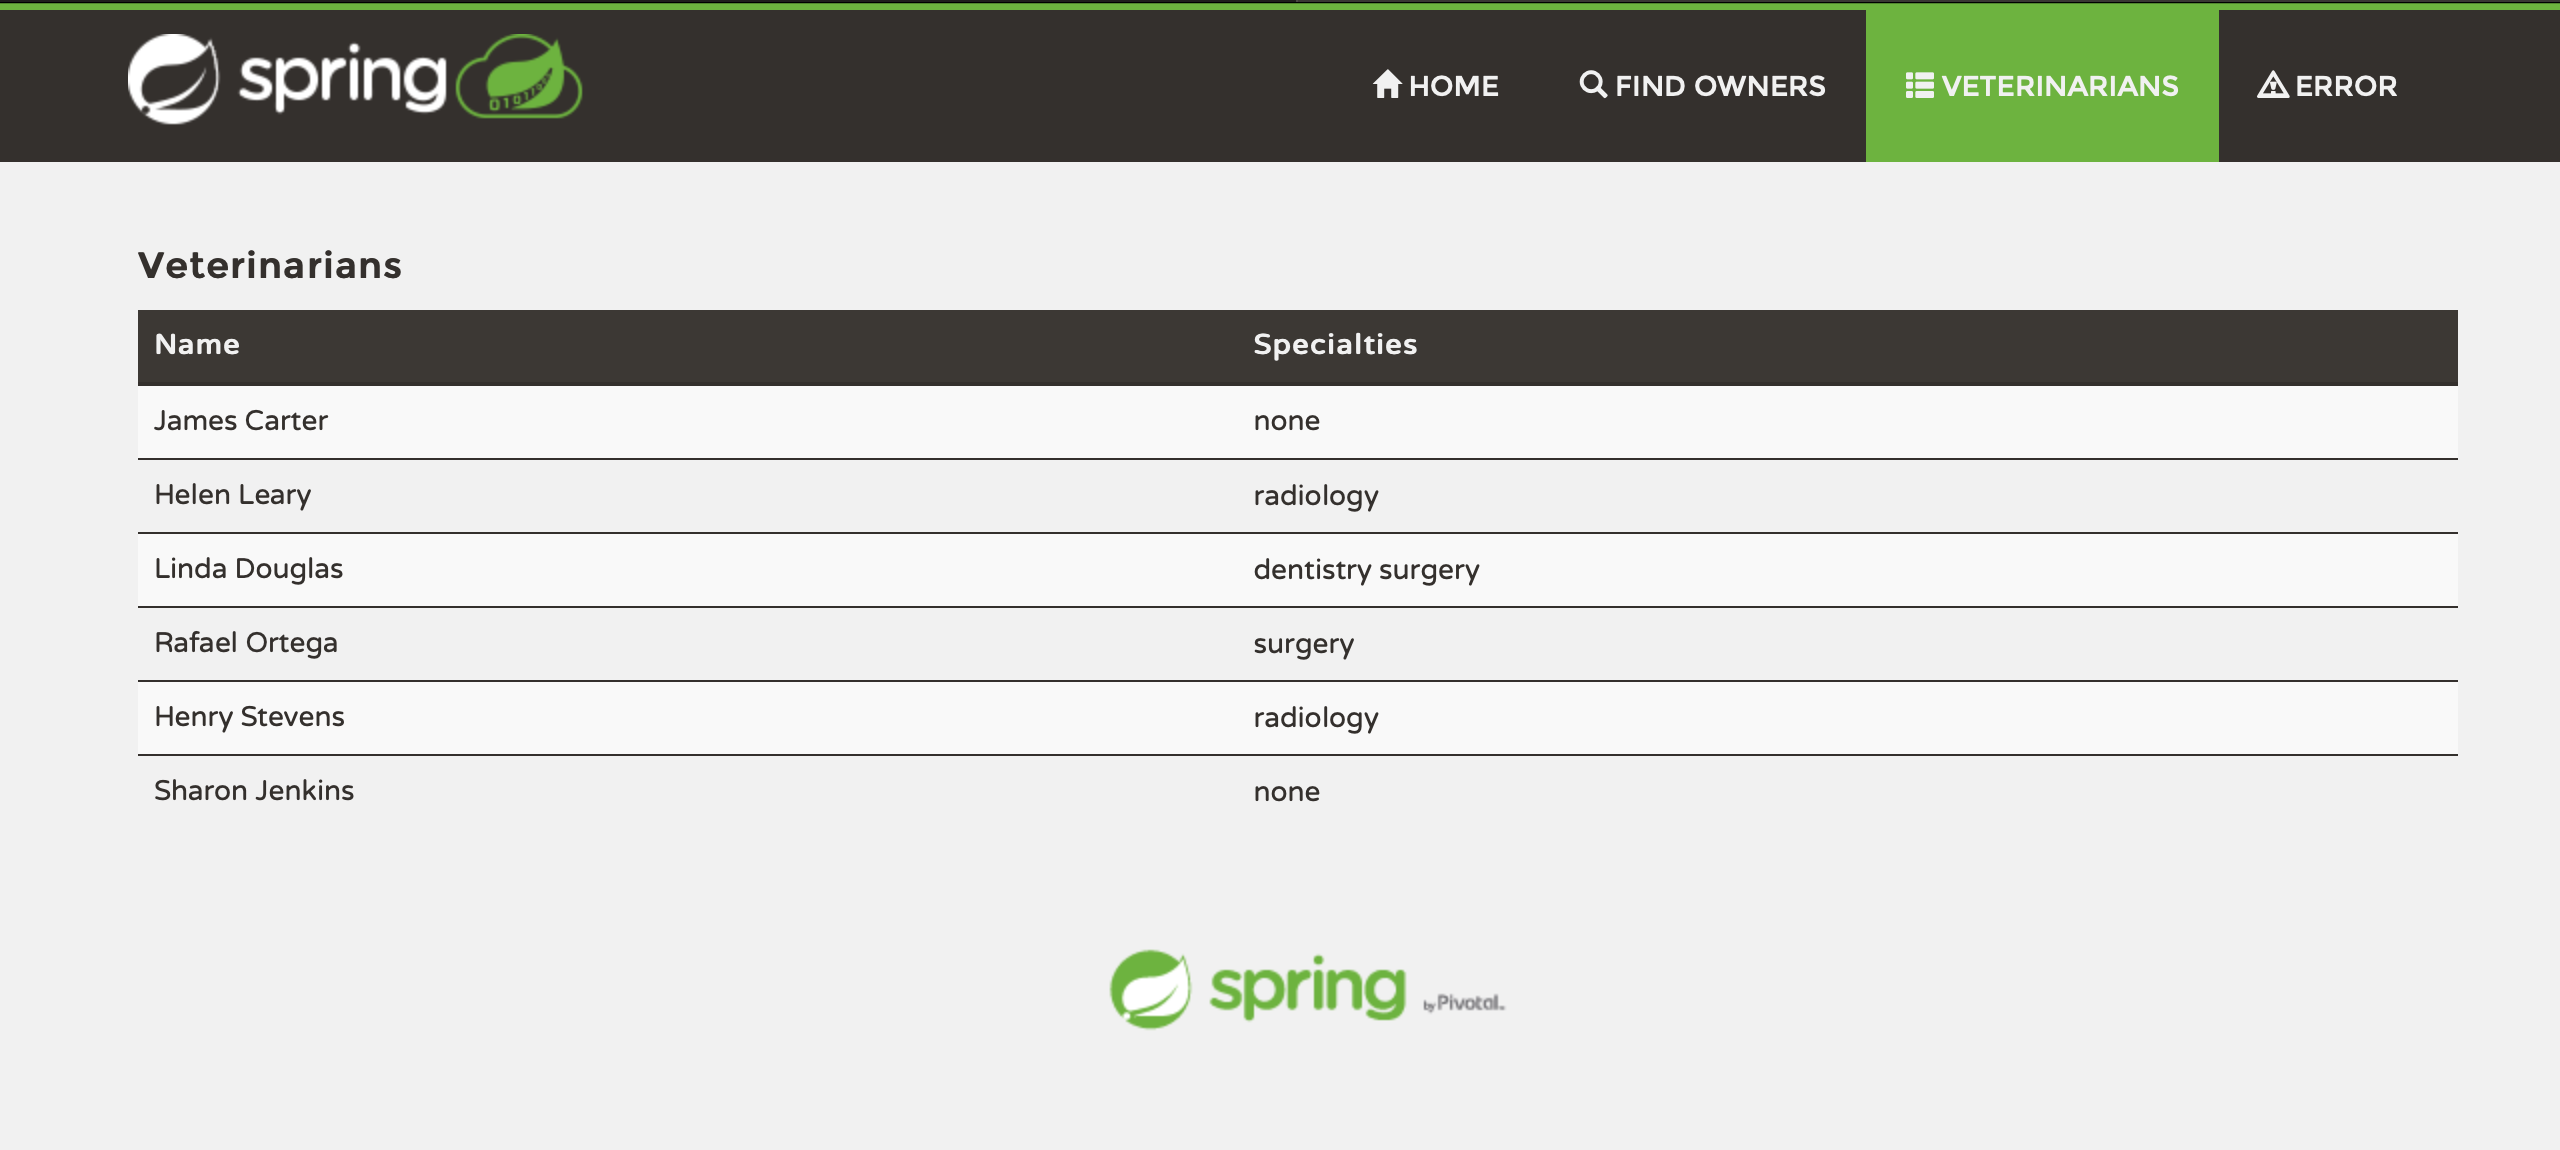 spring
HOME FIND OWNERS VETERINARIANS ERROR
Veterinarians
Name Specialties
James Carter none
Helen Leary radiology
Linda Douglas dentistry surgery
Rafael Ortega surgery
Henry Stevens radiology
Sharon Jenkins none
spring by Pivotal